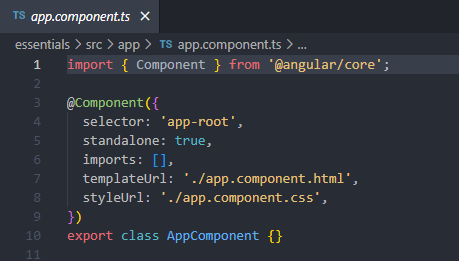 TS app.component.ts ×
essentials > src > app > TS app.component.ts > ...
1 import { Component } from '@angular/core';
2
3 @Component({
4 selector: 'app-root',
5 standalone: true,
6 imports: [],
7 templateUrl: './app.component.html',
8 styleUrl: './app.component.css',
9 })
10 export class AppComponent {}
11